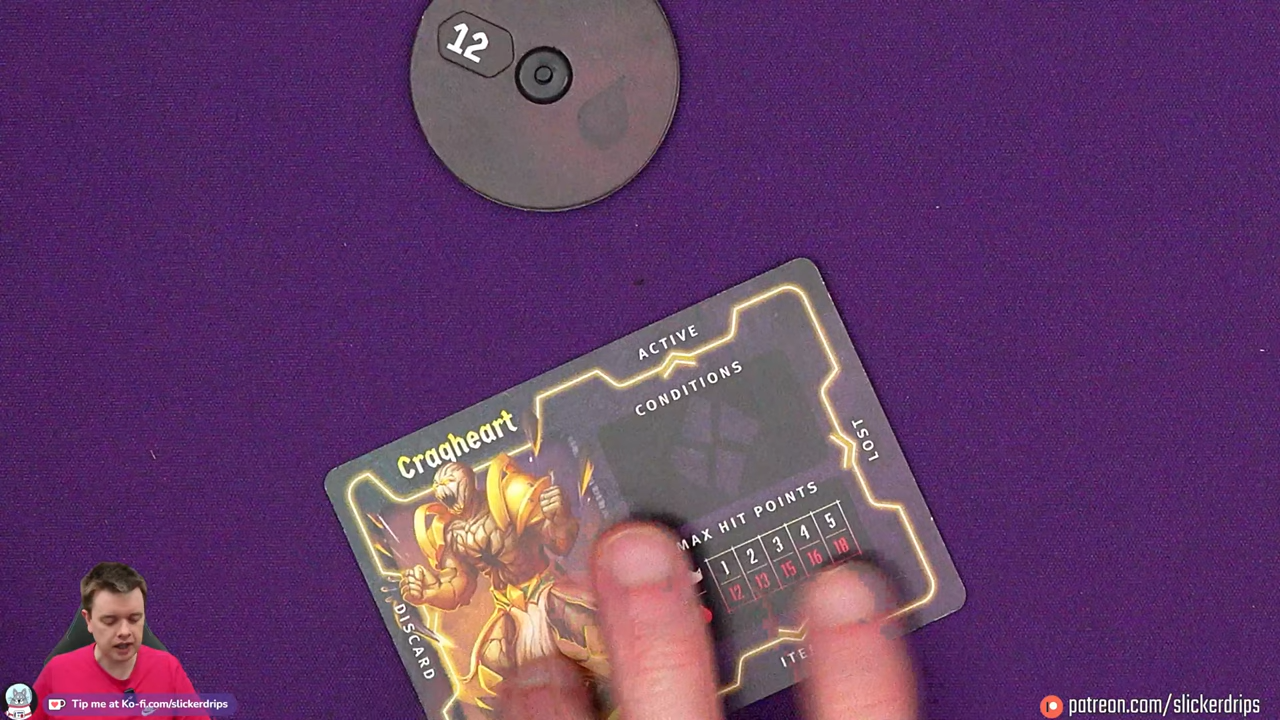 12
ACTIVE
CONDITIONS
Cragheart
LOST
MAX HIT POINTS
1 2 3 4 5
12 13 15 16 18
DISCARD
Tip me at Ko-fi.com/slickerdrips
patreon.com/slickerdrips